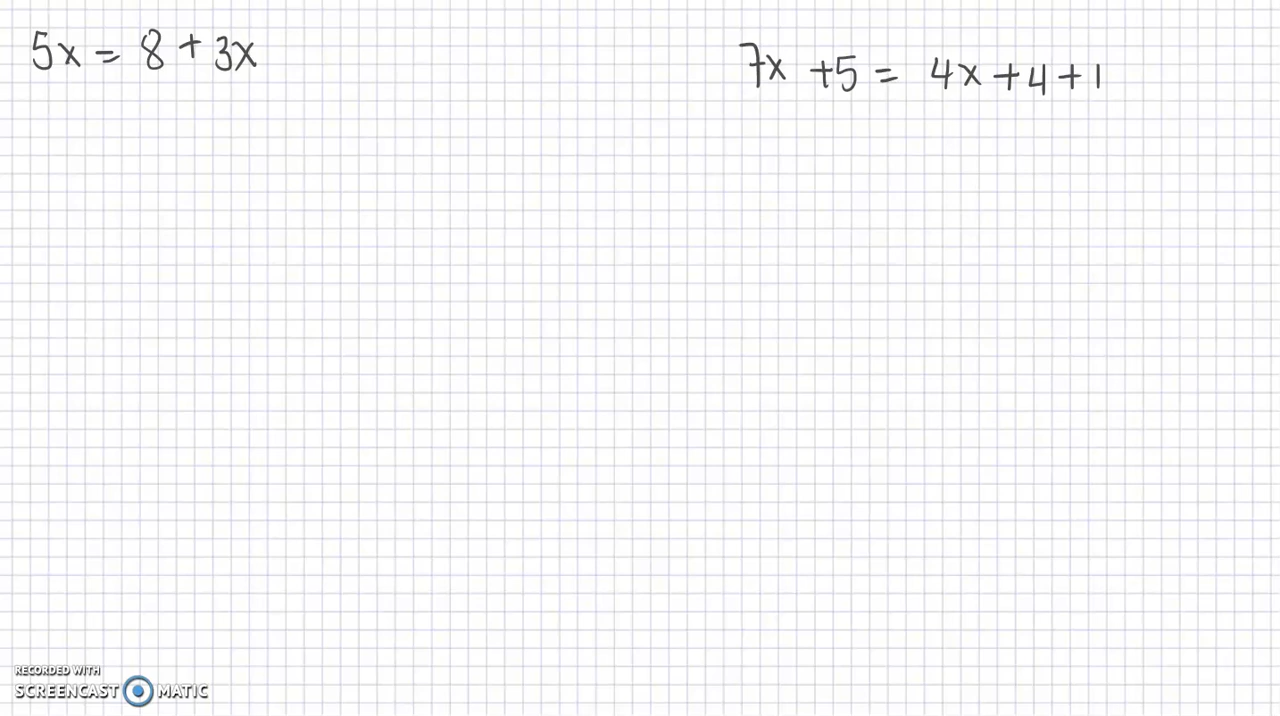 5x = 8 + 3x
7x + 5 = 4x + 4 + 1
RECORDED WITH
SCREENCAST MATIC